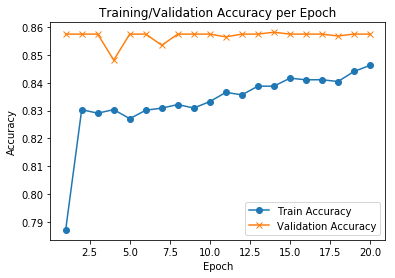 Training/Validation Accuracy per Epoch
0.86
0.85
0.84
0.83
0.82
0.81
0.80
0.79
Accuracy
Train Accuracy
Validation Accuracy
2.5 5.0 7.5 10.0 12.5 15.0 17.5 20.0
Epoch